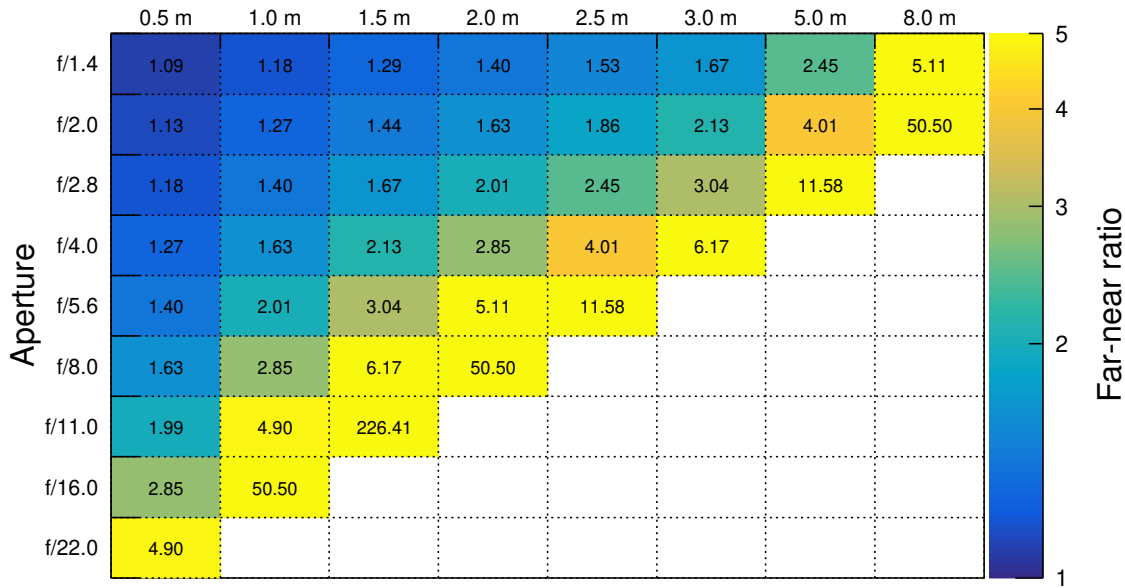 0.5 m 1.0 m 1.5 m 2.0 m 2.5 m 3.0 m 5.0 m 8.0 m
f/1.4 1.09 1.18 1.29 1.40 1.53 1.67 2.45 5.11
f/2.0 1.13 1.27 1.44 1.63 1.86 2.13 4.01 50.50
f/2.8 1.18 1.40 1.67 2.01 2.45 3.04 11.58
f/4.0 1.27 1.63 2.13 2.85 4.01 6.17
f/5.6 1.40 2.01 3.04 5.11 11.58
f/8.0 1.63 2.85 6.17 50.50
f/11.0 1.99 4.90 226.41
f/16.0 2.85 50.50
f/22.0 4.90
Aperture
5
4
3
2
1
Far-near ratio